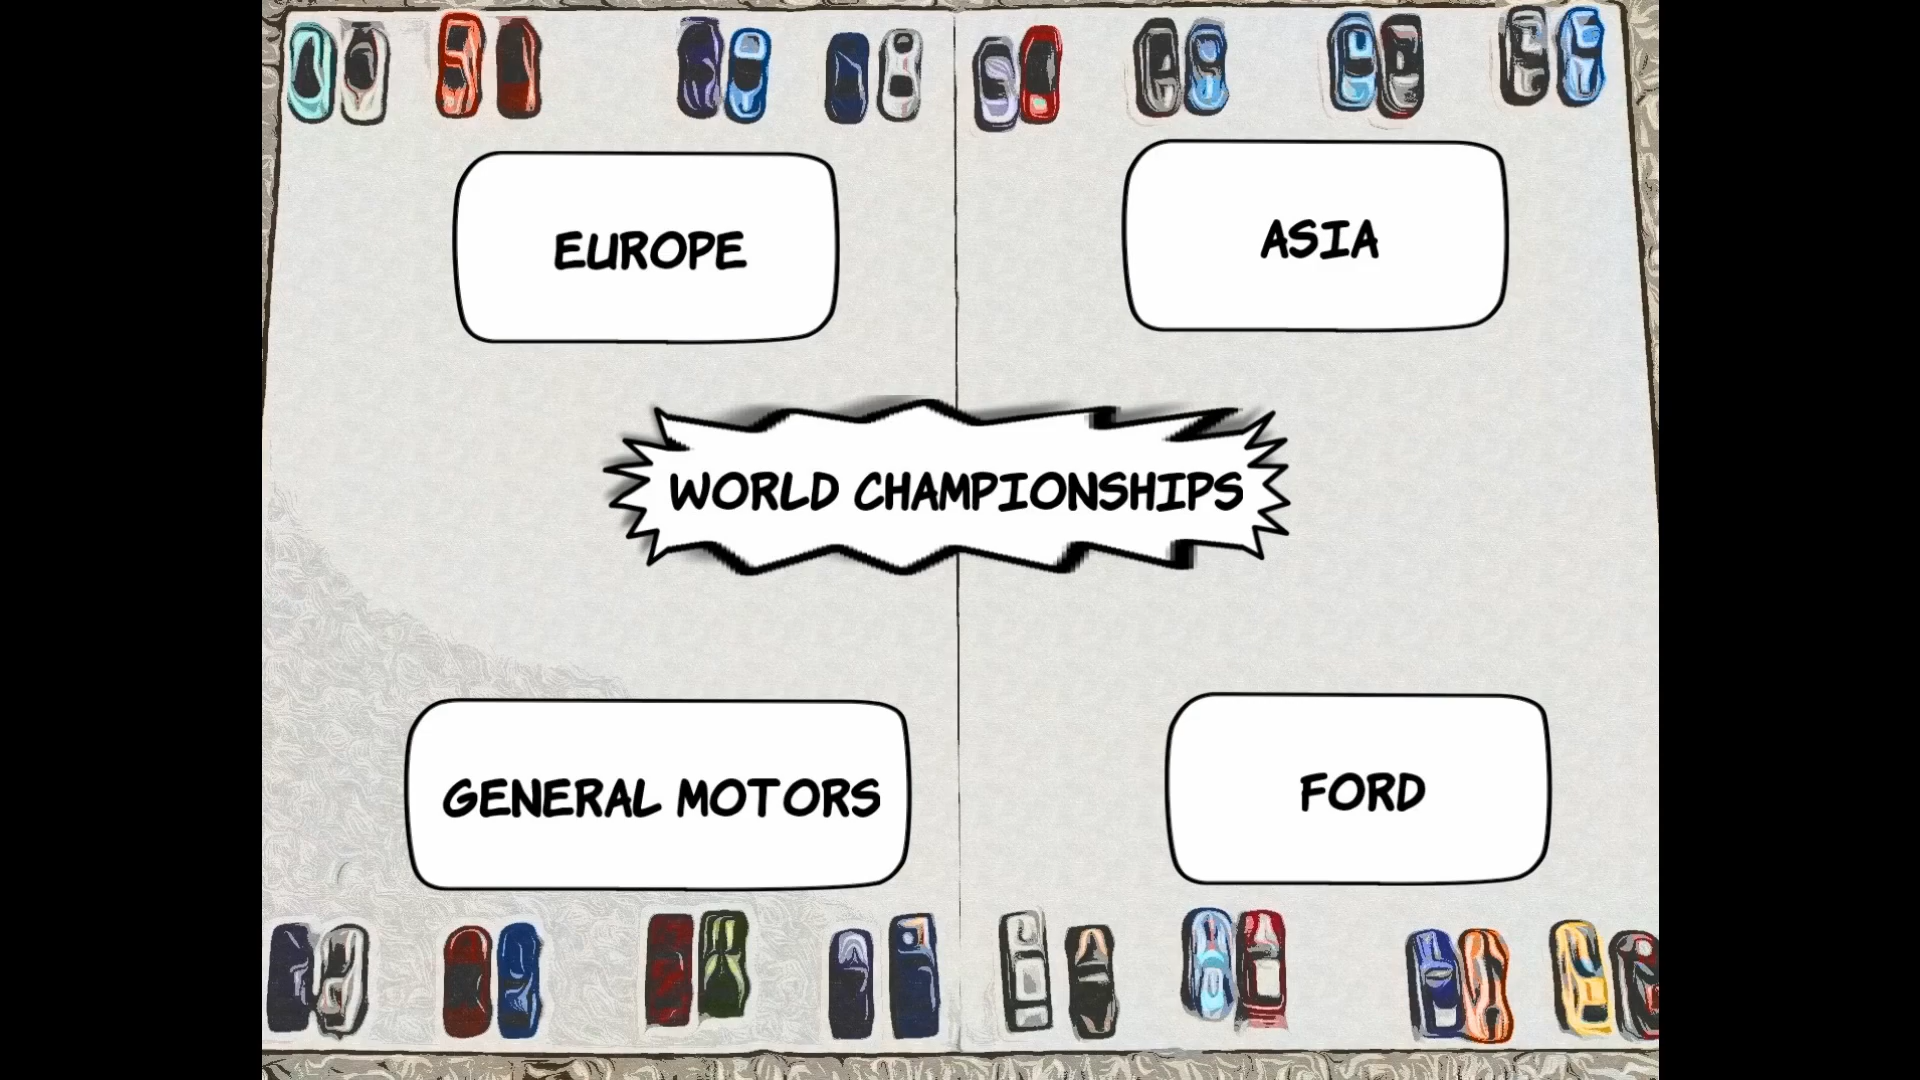 EUROPE
ASIA
WORLD CHAMPIONSHIPS
GENERAL MOTORS
FORD